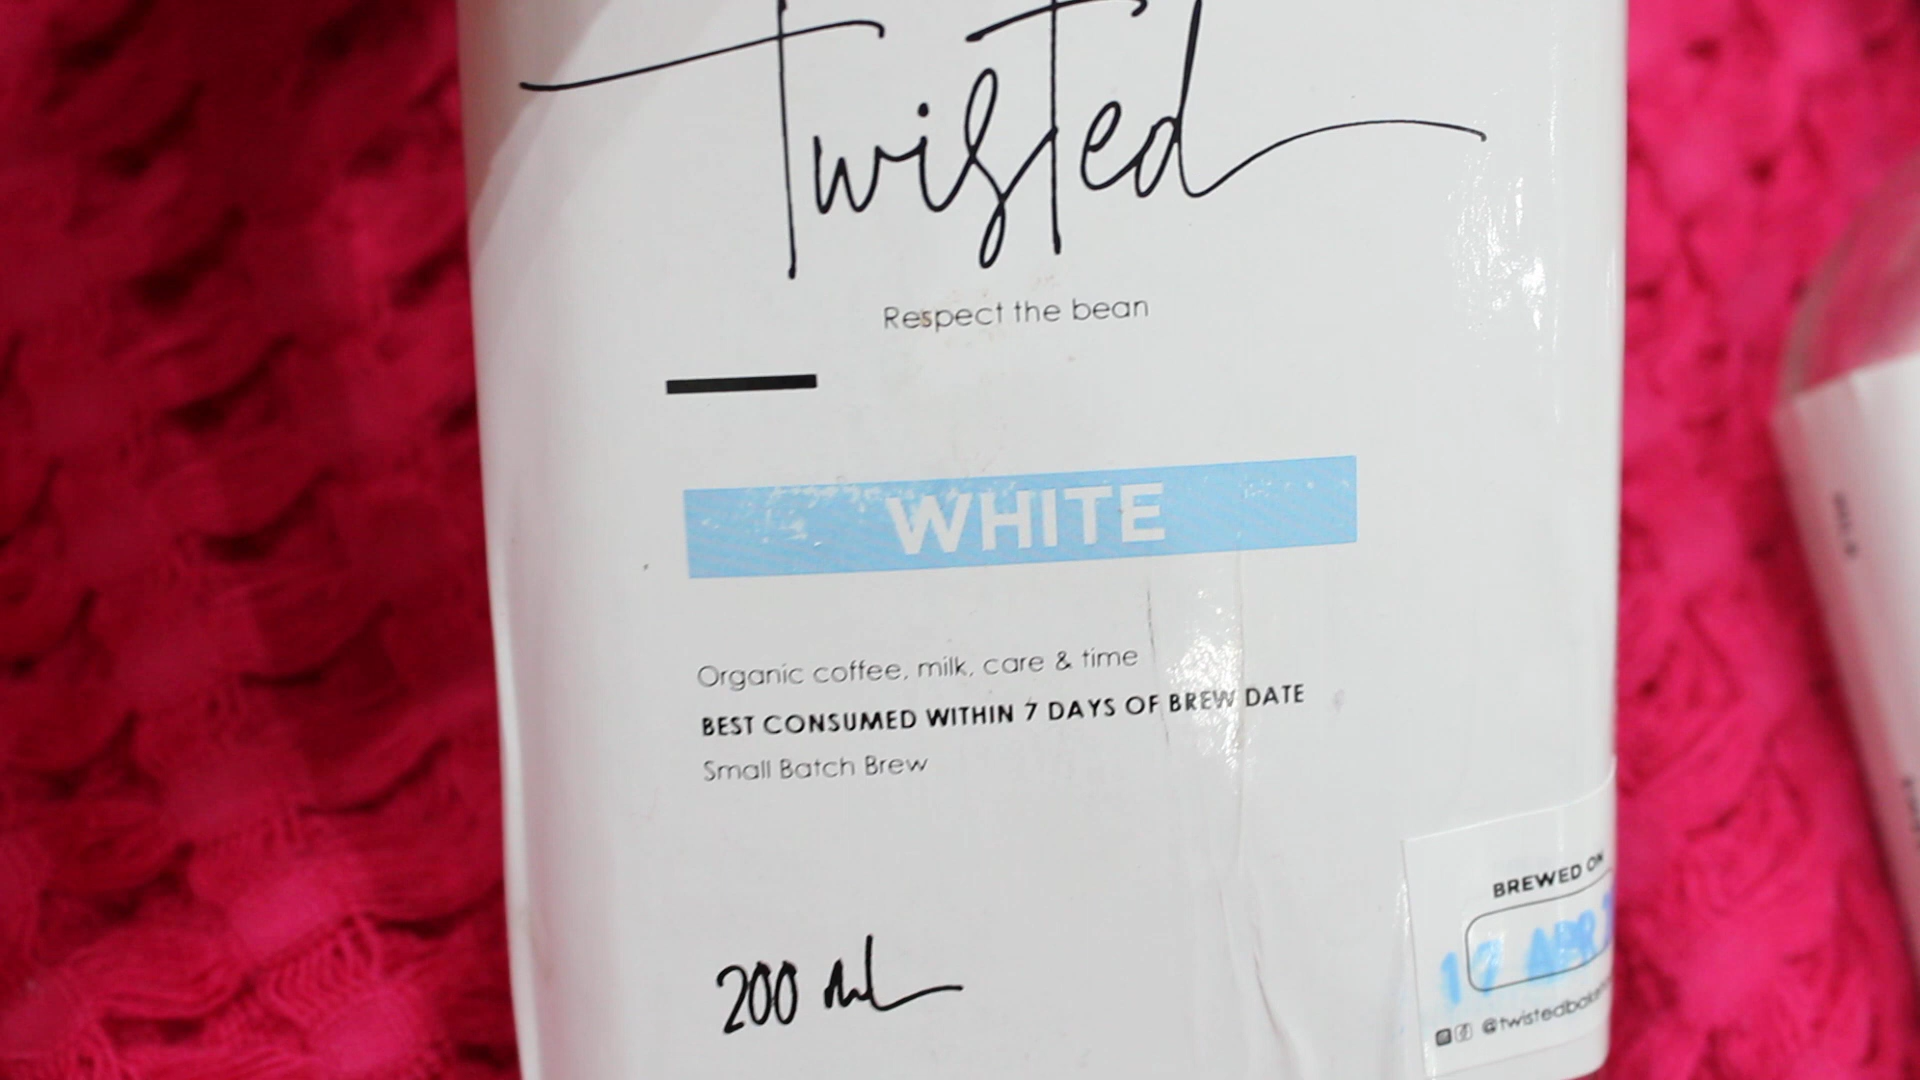 Twisted
Respect the bean
WHITE
Organic coffee, milk, care & time
BEST CONSUMED WITHIN 7 DAYS OF BREW DATE
Small Batch Brew
200 mL
BREWED ON
APR